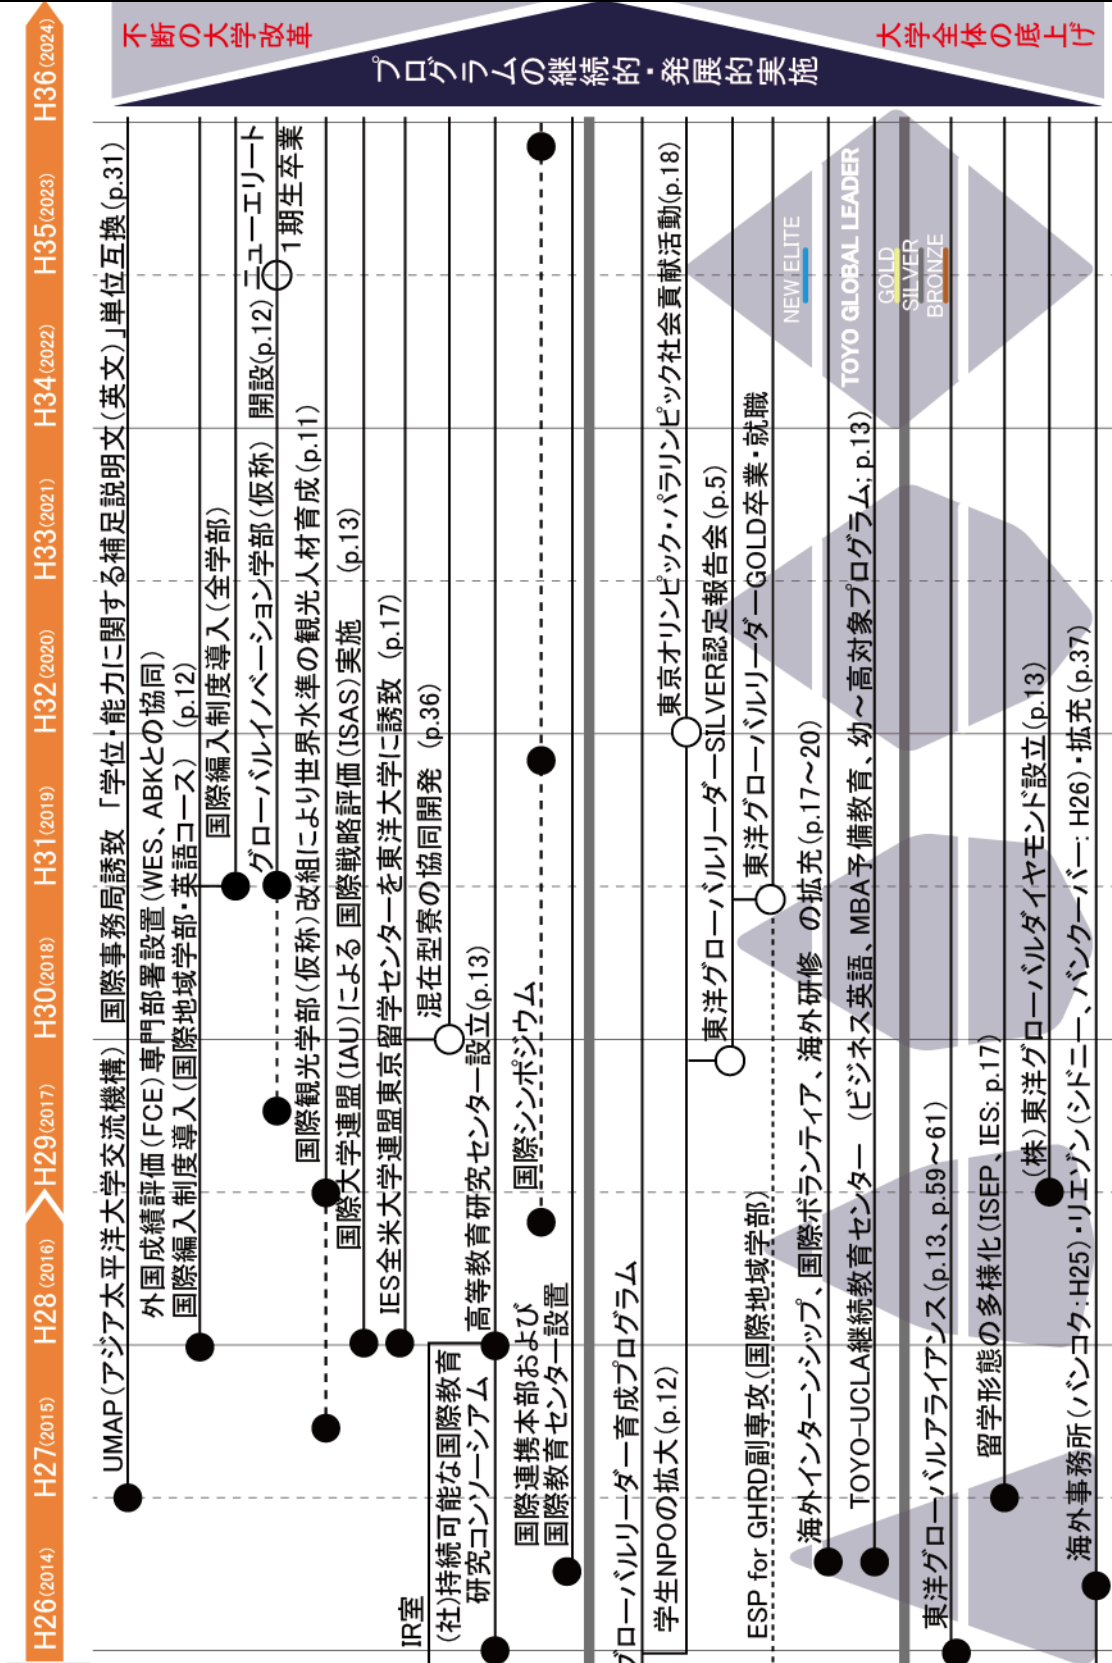 H26(2014) H27(2015) H28(2016) H29(2017) H30(2018) H31(2019) H32(2020) H33(2021) H34(2022) H35(2023) H36(2024)
不断の大学改革
プログラムの継続的・発展的実施
大学全体の底上げ
UMAP(アジア太平洋大学交流機構) 国際事務局誘致 「学位・能力に関する補足説明文(英文)」単位互換(p.31)
外国成績評価(FCE)専門部署設置(WES、ABKとの協同)
国際編入制度導入(国際地域学部・英語コース) (p.12)
国際編入制度導入(全学部)
グローバルイノベーション学部(仮称) 開設(p.12)
ニューエリート
1期生卒業
国際観光学部(仮称)改組により世界水準の観光人材育成(p.11)
国際大学連盟(IAU)による 国際戦略評価(ISAS)実施 (p.13)
IES全米大学連盟東京留学センターを東洋大学に誘致 (p.17)
IR室
混在型寮の協同開発 (p.36)
(社)持続可能な国際教育
研究コンソーシアム
高等教育研究センター設立(p.13)
国際シンポジウム
国際連携本部および
国際教育センター設置
グローバルリーダー育成プログラム
学生NPOの拡大(p.12)
東京オリンピック・パラリンピック社会貢献活動(p.18)
東洋グローバルリーダーSILVER認定報告会(p.5)
東洋グローバルリーダーGOLD卒業・就職
ESP for GHRD副専攻(国際地域学部)
海外インターンシップ、国際ボランティア、海外研修 の拡充(p.17~20)
TOYO-UCLA継続教育センター (ビジネス英語、MBA予備教育、幼~高対象プログラム; p.13)
NEW ELITE
TOYO GLOBAL LEADER
GOLD
SILVER
BRONZE
東洋グローバルアライアンス(p.13、p.59~61)
留学形態の多様化(ISEP、IES: p.17)
(株)東洋グローバルダイヤモンド設立(p.13)
海外事務所(バンコク:H25)・リエゾン(シドニー、バンクーバー: H26)・拡充(p.37)